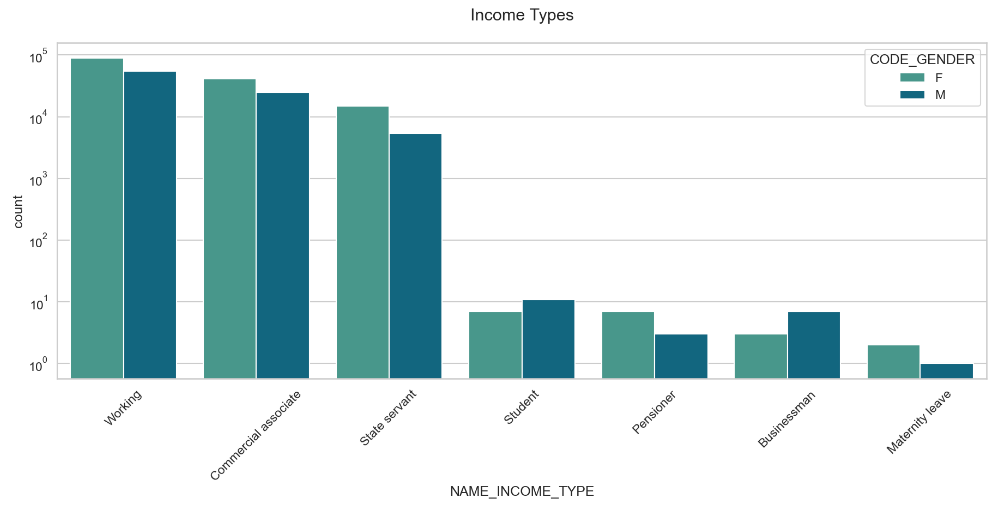 Income Types
CODE_GENDER
F
M
10^5
10^4
10^3
10^2
10^1
10^0
count
Working
Commercial associate
State servant
Student
Pensioner
Businessman
Maternity leave
NAME_INCOME_TYPE